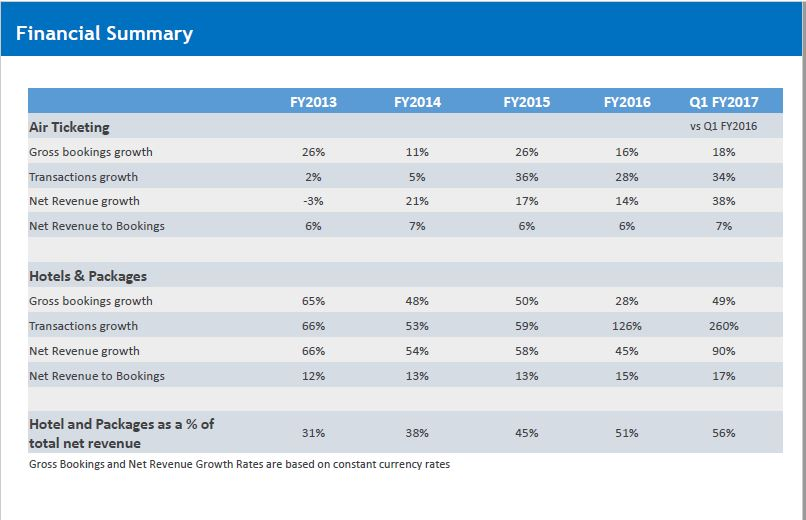 Financial Summary
FY2013 FY2014 FY2015 FY2016 Q1 FY2017
Air Ticketing vs Q1 FY2016
Gross bookings growth 26% 11% 26% 16% 18%
Transactions growth 2% 5% 36% 28% 34%
Net Revenue growth -3% 21% 17% 14% 38%
Net Revenue to Bookings 6% 7% 6% 6% 7%
Hotels & Packages
Gross bookings growth 65% 48% 50% 28% 49%
Transactions growth 66% 53% 59% 126% 260%
Net Revenue growth 66% 54% 58% 45% 90%
Net Revenue to Bookings 12% 13% 13% 15% 17%
Hotel and Packages as a % of
total net revenue 31% 38% 45% 51% 56%
Gross Bookings and Net Revenue Growth Rates are based on constant currency rates